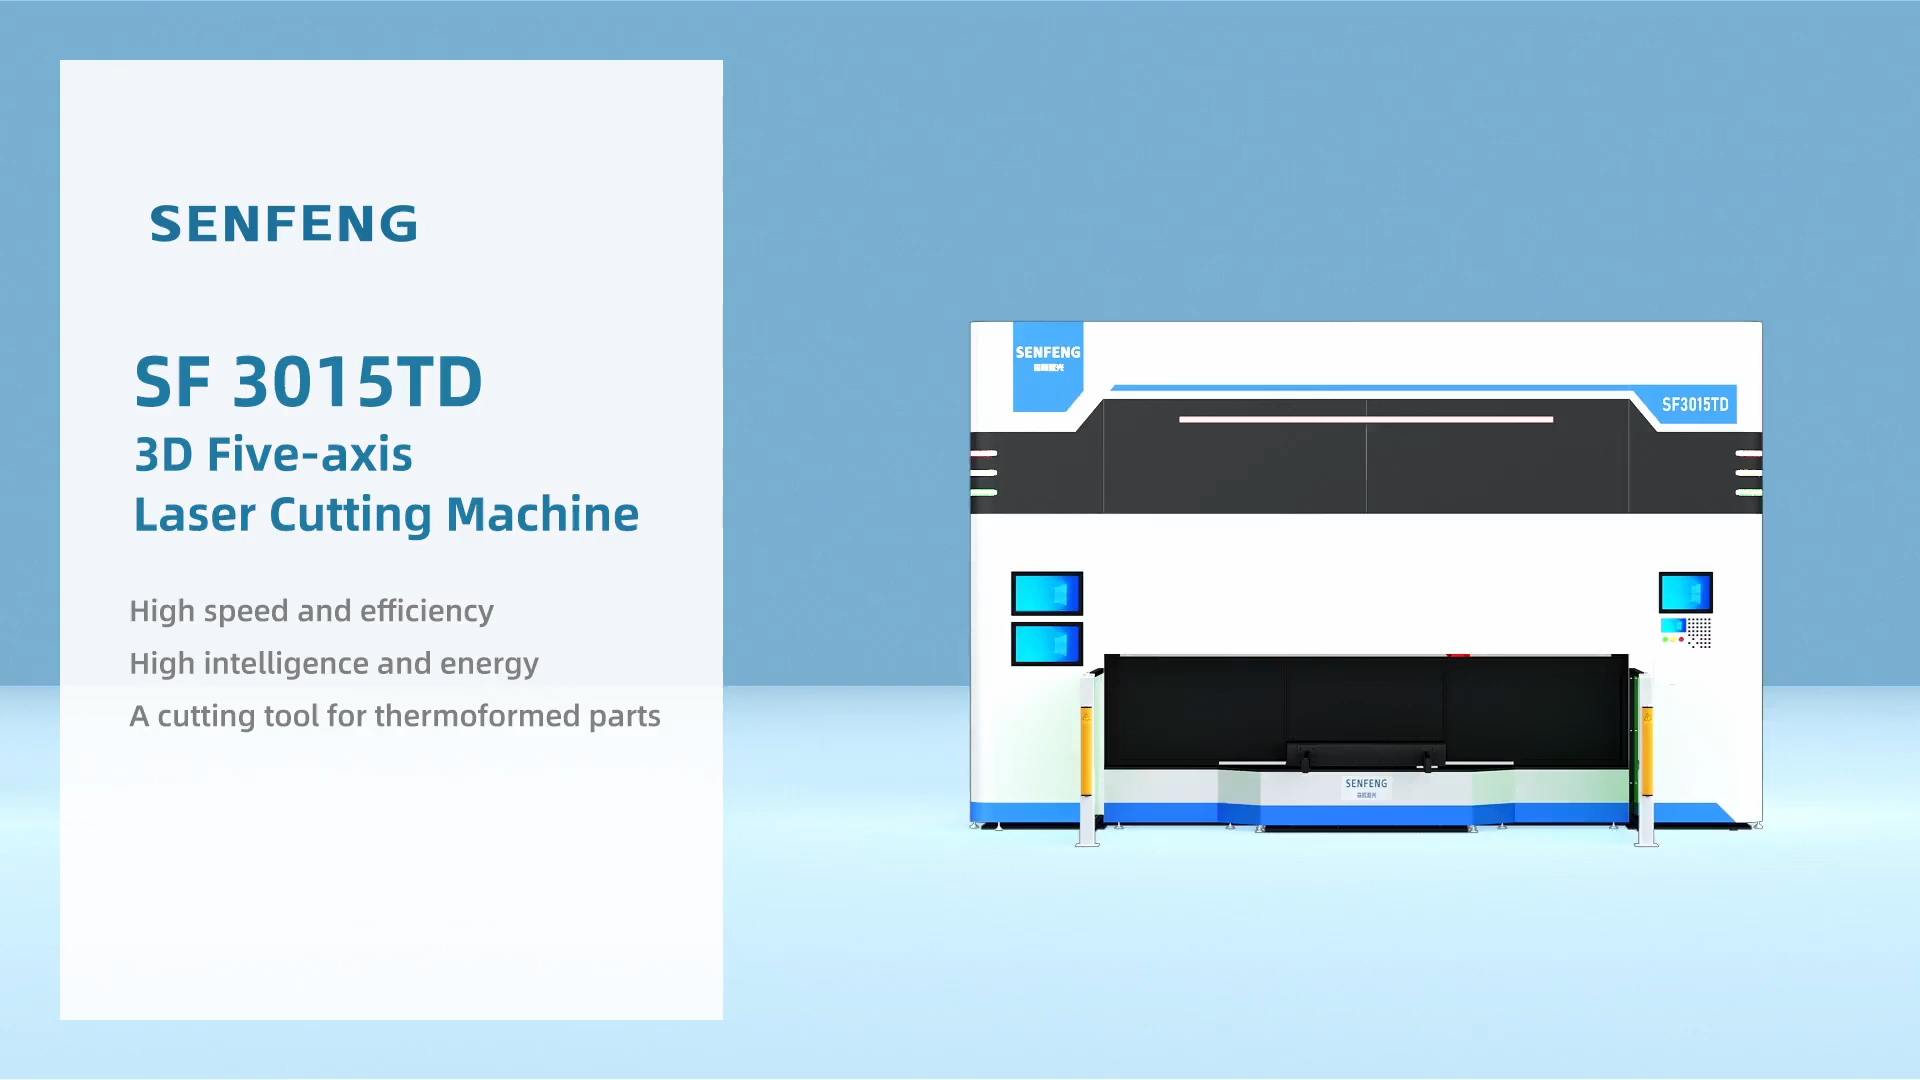 SENFENG
SF 3015TD
3D Five-axis
Laser Cutting Machine
High speed and efficiency
High intelligence and energy
A cutting tool for thermoformed parts
SENFENG
SF3015TD
SENFENG